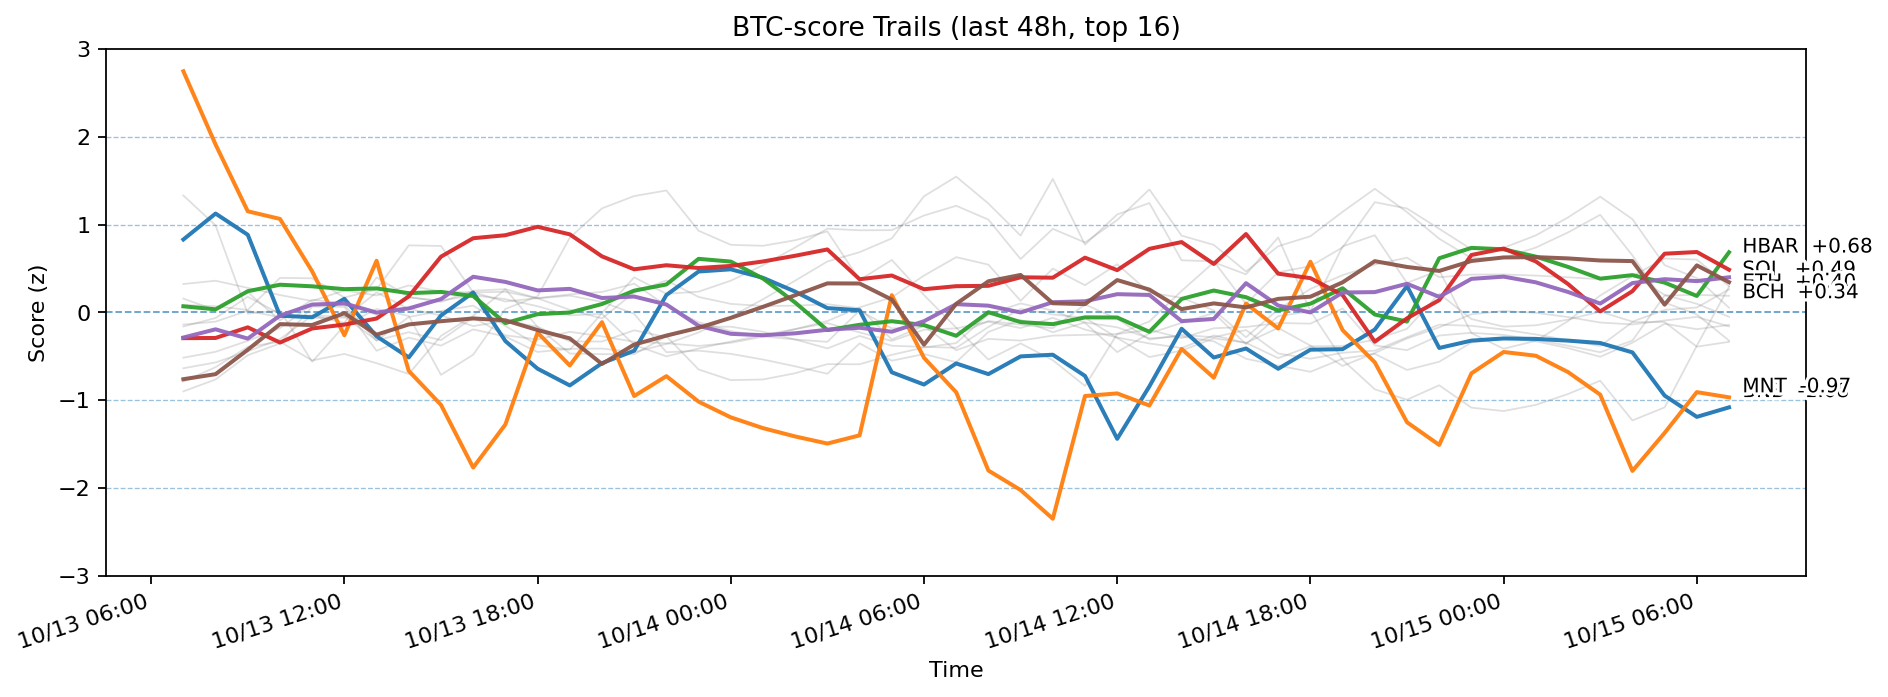 BTC-score Trails (last 48h, top 16)
Score (z)
3
2
1
0
−1
−2
−3
HBAR +0.68
BCH +0.34
MNT -0.97
10/13 06:00
10/13 12:00
10/13 18:00
10/14 00:00
10/14 06:00
10/14 12:00
10/14 18:00
10/15 00:00
10/15 06:00
Time